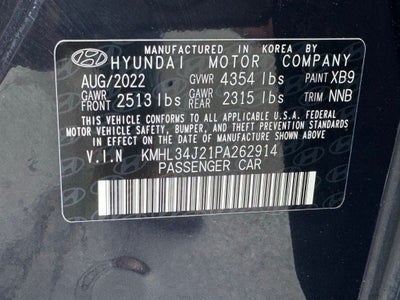 MANUFACTURED IN KOREA BY
HYUNDAI MOTOR COMPANY
AUG/2022 GVWR 4354 lbs PAINT XB9
GAWR FRONT 2513 lbs GAWR REAR 2315 lbs TRIM NNB
THIS VEHICLE CONFORMS TO ALL APPLICABLE U.S.A FEDERAL
MOTOR VEHICLE SAFETY, BUMPER, AND THEFT PREVENTION
STANDARDS IN EFFECT ON THE DATE OF MANUFACTURE
SHOWN ABOVE.
V.I.N KMHL34J21PA262914
PASSENGER CAR